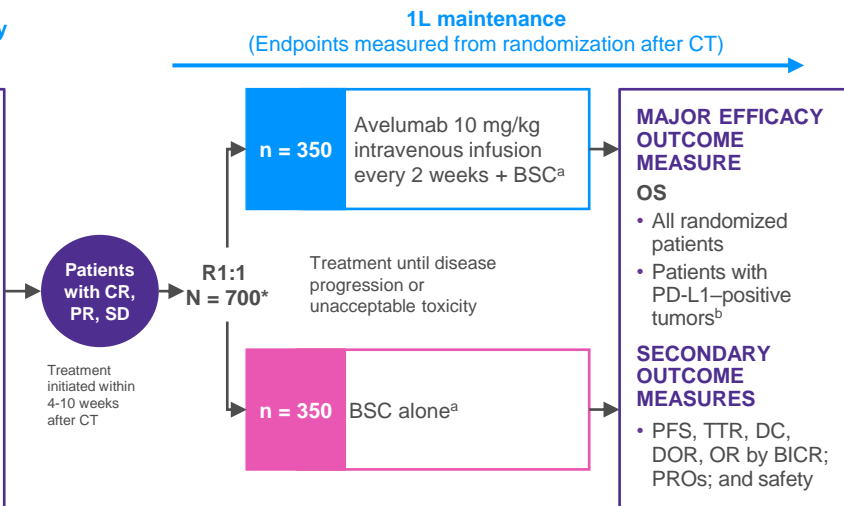 y
1L maintenance
(Endpoints measured from randomization after CT)
Patients
with CR,
PR, SD
Treatment
initiated within
4-10 weeks
after CT
R1:1
N = 700*
n = 350
Avelumab 10 mg/kg
intravenous infusion
every 2 weeks + BSCᵃ
Treatment until disease
progression or
unacceptable toxicity
n = 350
BSC aloneᵃ
MAJOR EFFICACY
OUTCOME
MEASURE
OS
• All randomized
patients
• Patients with
PD-L1–positive
tumorsᵇ
SECONDARY
OUTCOME
MEASURES
• PFS, TTR, DC,
DOR, OR by BICR;
PROs; and safety